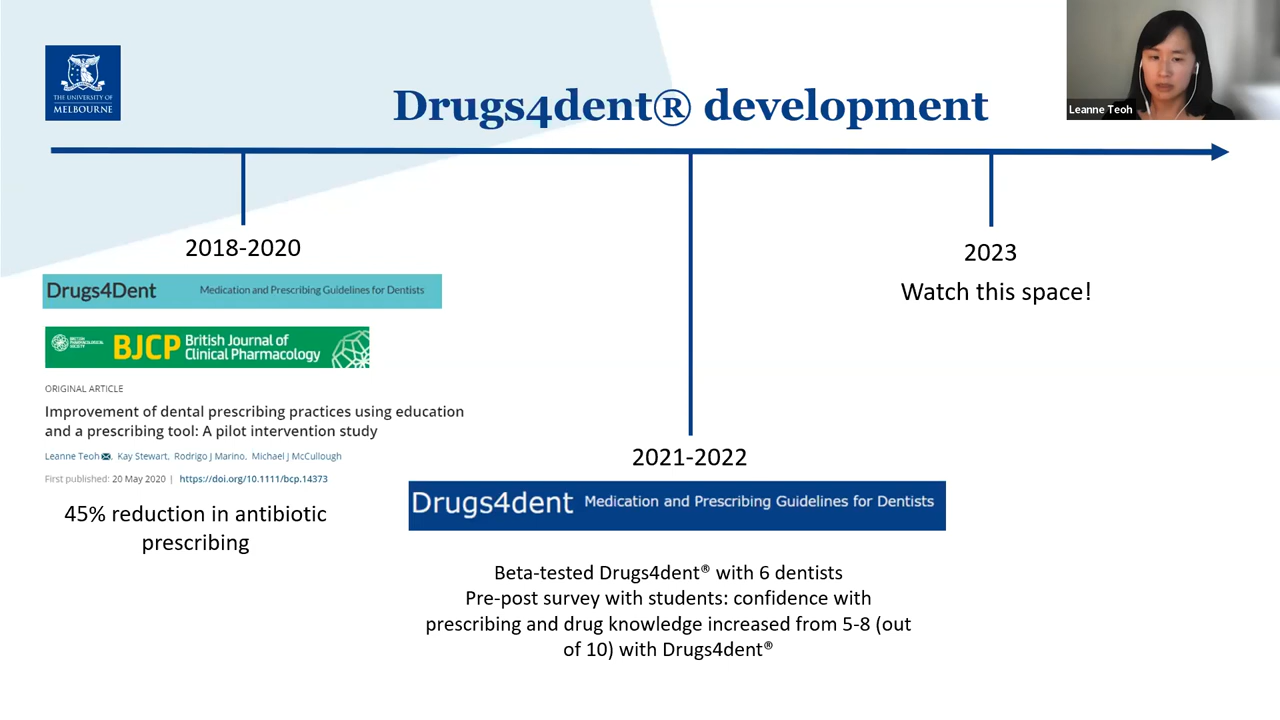 THE UNIVERSITY OF
MELBOURNE
Drugs4dent® development
Leanne Teoh
2018-2020
Drugs4Dent Medication and Prescribing Guidelines for Dentists
BRITISH
PHARMACOLOGICAL
SOCIETY
BJCP British Journal of
Clinical Pharmacology
ORIGINAL ARTICLE
Improvement of dental prescribing practices using education
and a prescribing tool: A pilot intervention study
Leanne Teoh, Kay Stewart, Rodrigo J Marino, Michael J McCullough
First published: 20 May 2020 | https://doi.org/10.1111/bcp.14373
45% reduction in antibiotic
prescribing
2021-2022
Drugs4dent Medication and Prescribing Guidelines for Dentists
Beta-tested Drugs4dent® with 6 dentists
Pre-post survey with students: confidence with
prescribing and drug knowledge increased from 5-8 (out
of 10) with Drugs4dent®
2023
Watch this space!